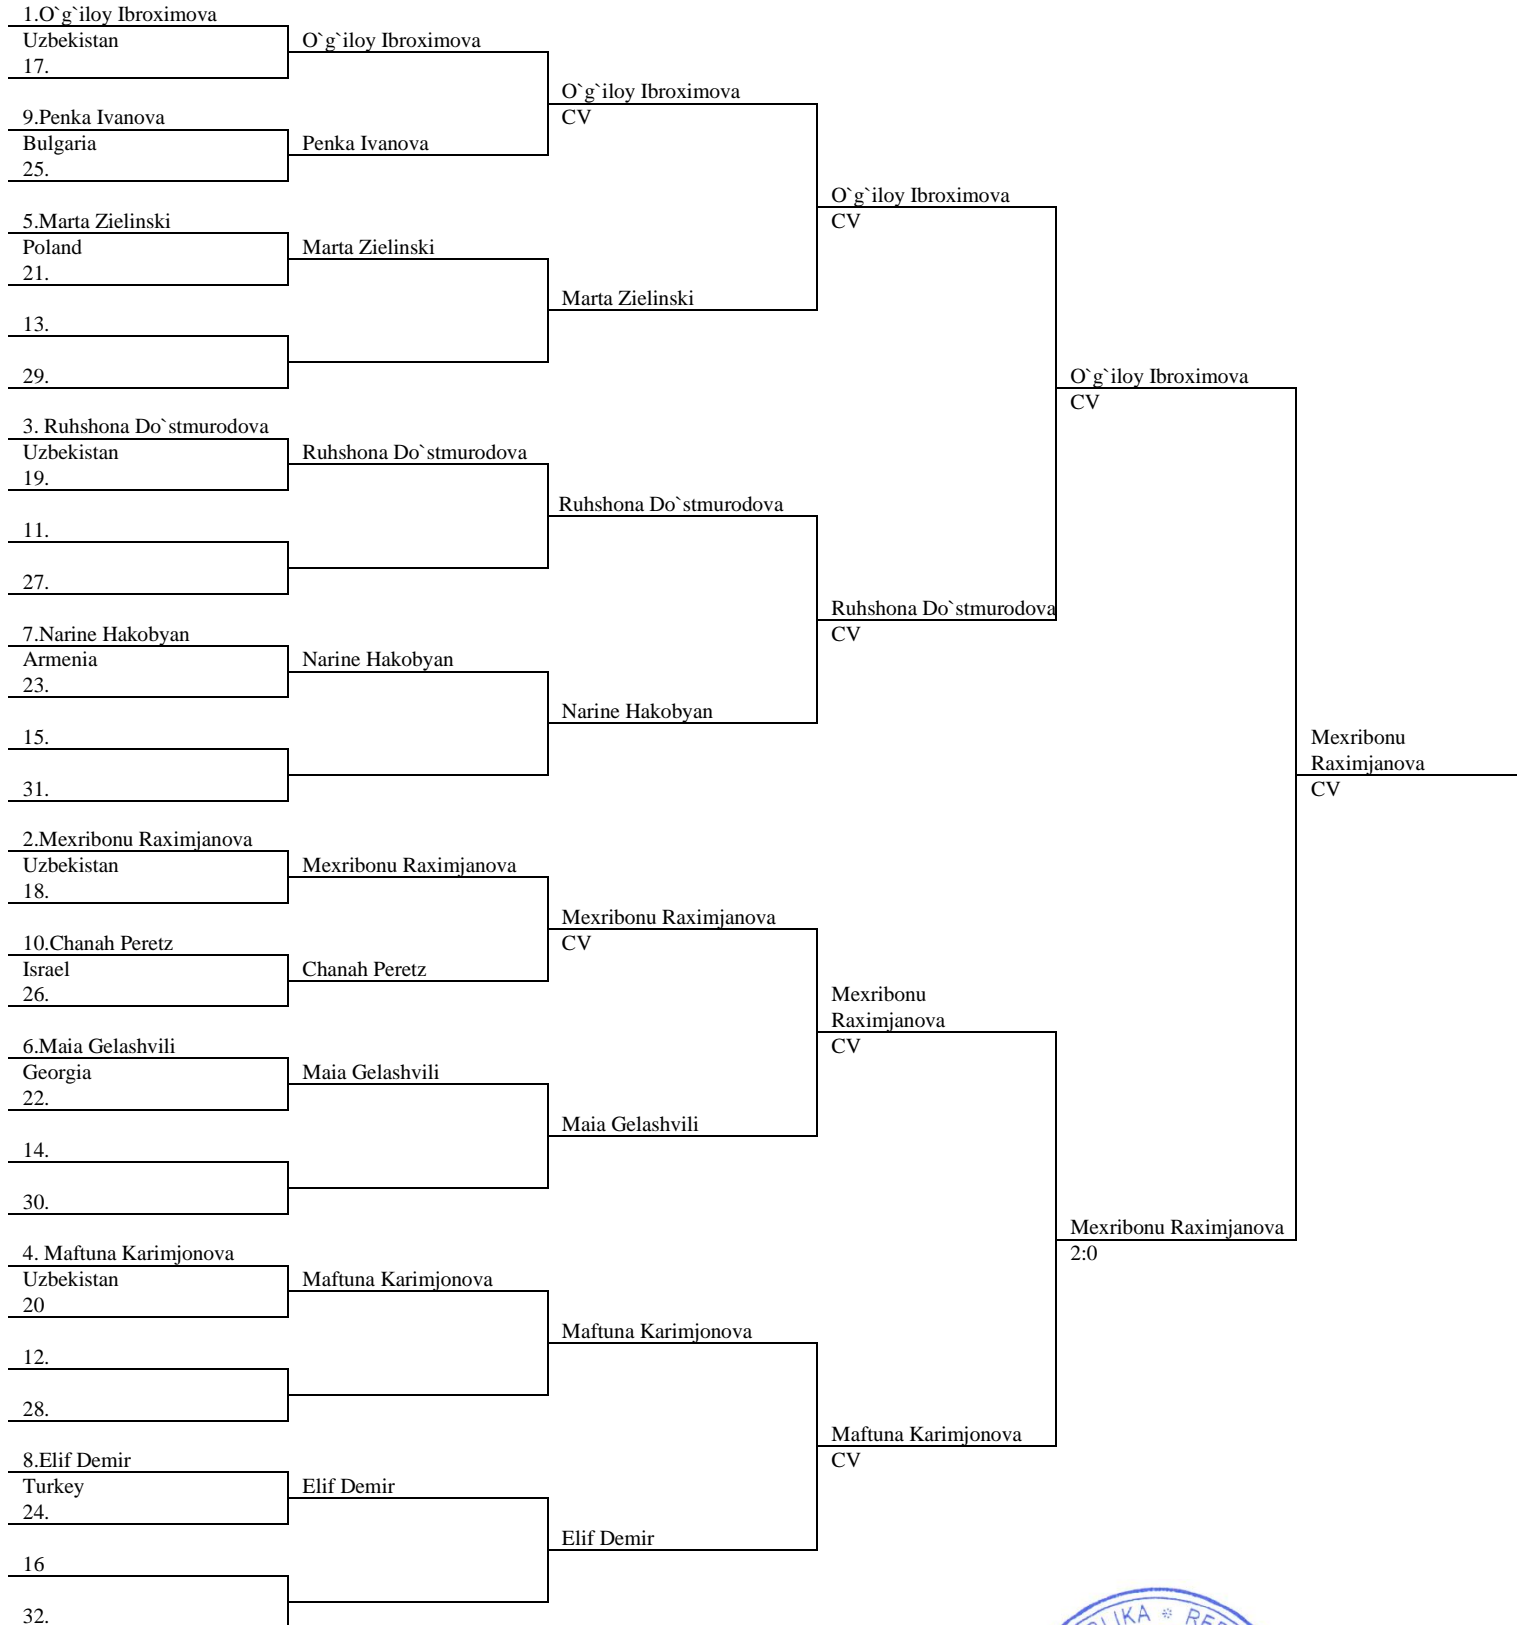 1.O`g`iloy Ibroximova
Uzbekistan
17.
9.Penka Ivanova
Bulgaria
25.
5.Marta Zielinski
Poland
21.
13.
29.
3. Ruhshona Do`stmurodova
Uzbekistan
19.
11.
27.
7.Narine Hakobyan
Armenia
23.
15.
31.
2.Mexribonu Raximjanova
Uzbekistan
18.
10.Chanah Peretz
Israel
26.
6.Maia Gelashvili
Georgia
22.
14.
30.
4. Maftuna Karimjonova
Uzbekistan
20
12.
28.
8.Elif Demir
Turkey
24.
16
32.
O`g`iloy Ibroximova
Penka Ivanova
Marta Zielinski
Ruhshona Do`stmurodova
Narine Hakobyan
Mexribonu Raximjanova
Chanah Peretz
Maia Gelashvili
Maftuna Karimjonova
Elif Demir
O`g`iloy Ibroximova
CV
Marta Zielinski
Ruhshona Do`stmurodova
Narine Hakobyan
Mexribonu Raximjanova
CV
Maia Gelashvili
Maftuna Karimjonova
Elif Demir
O`g`iloy Ibroximova
CV
Ruhshona Do`stmurodova
CV
Mexribonu
Raximjanova
CV
Maftuna Karimjonova
CV
O`g`iloy Ibroximova
CV
Mexribonu Raximjanova
2:0
Mexribonu
Raximjanova
CV